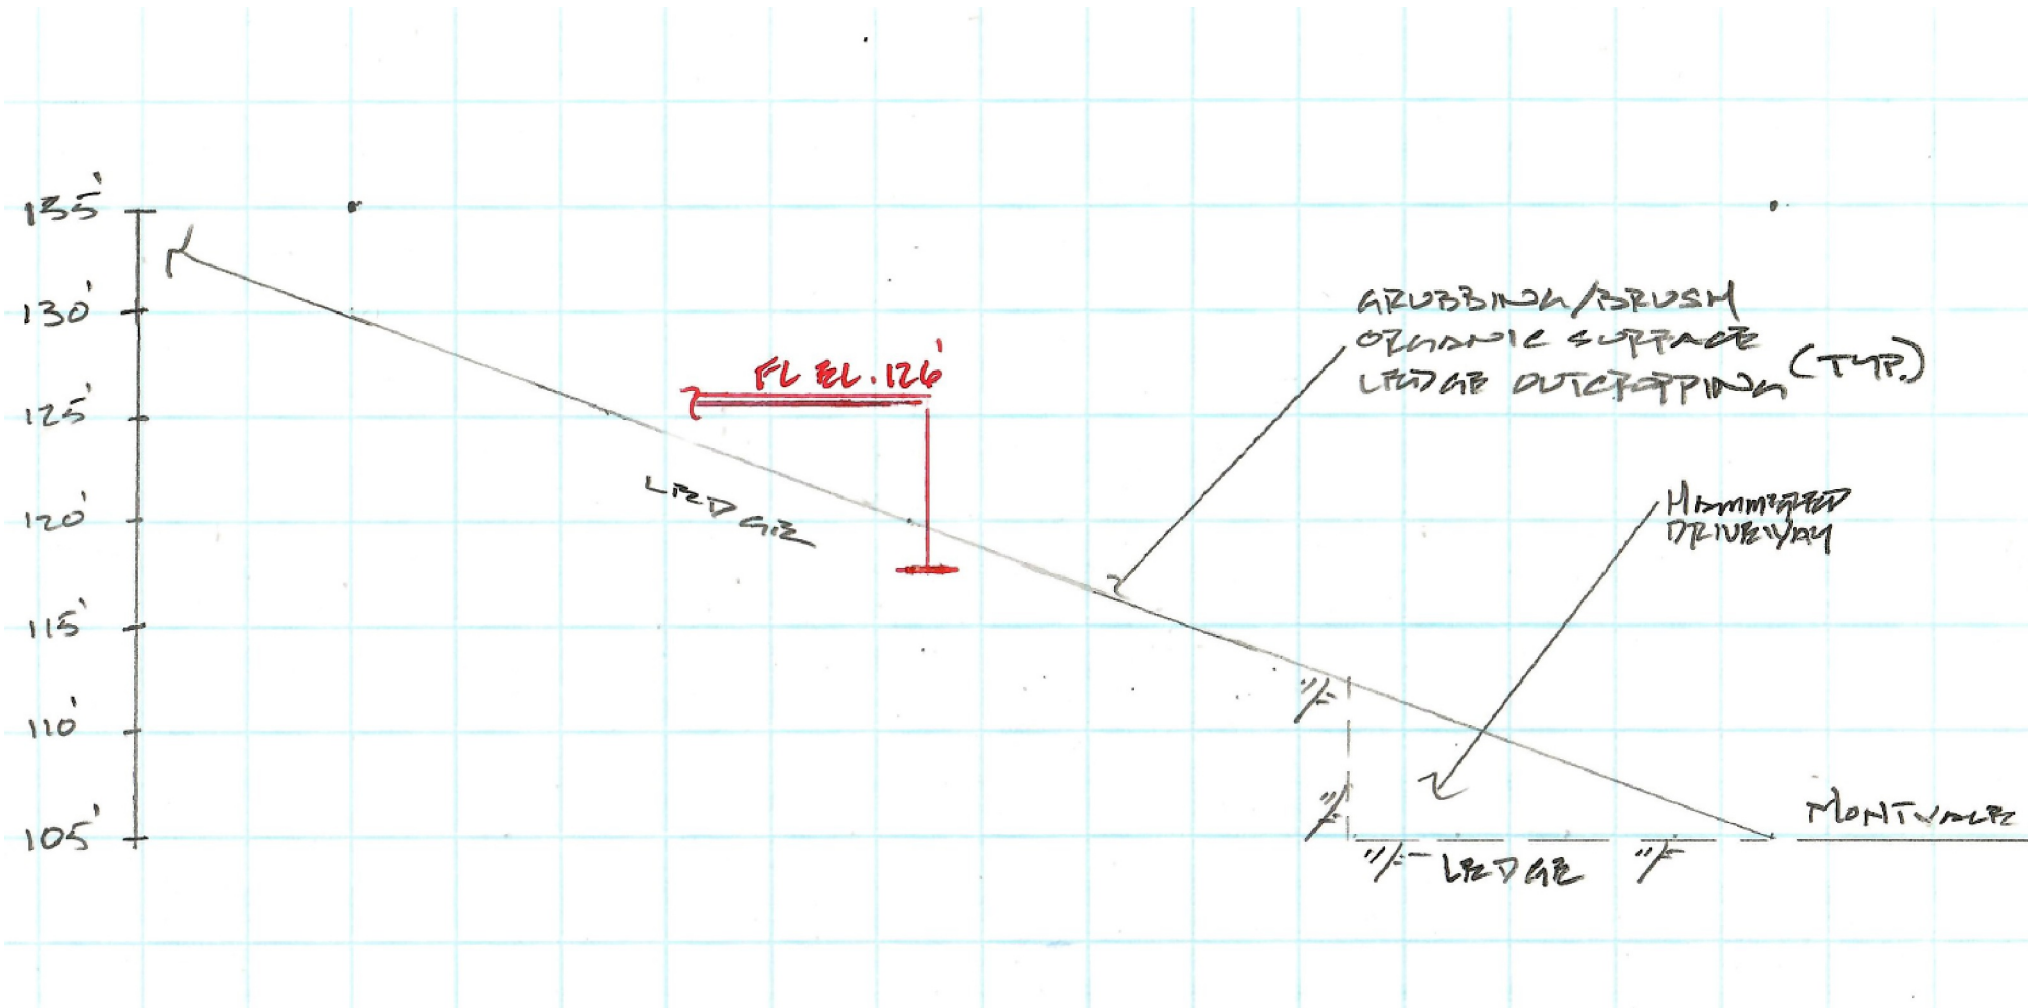 135'
130'
125'
120'
115'
110'
105'
FL EL. 126'
LEDGE
GRUBBING/BRUSH
ORGANIC SURFACE
LEDGE OUTCROPPING (TYP.)
HAMMERED
DRIVEWAY
MONTVALE
LEDGE